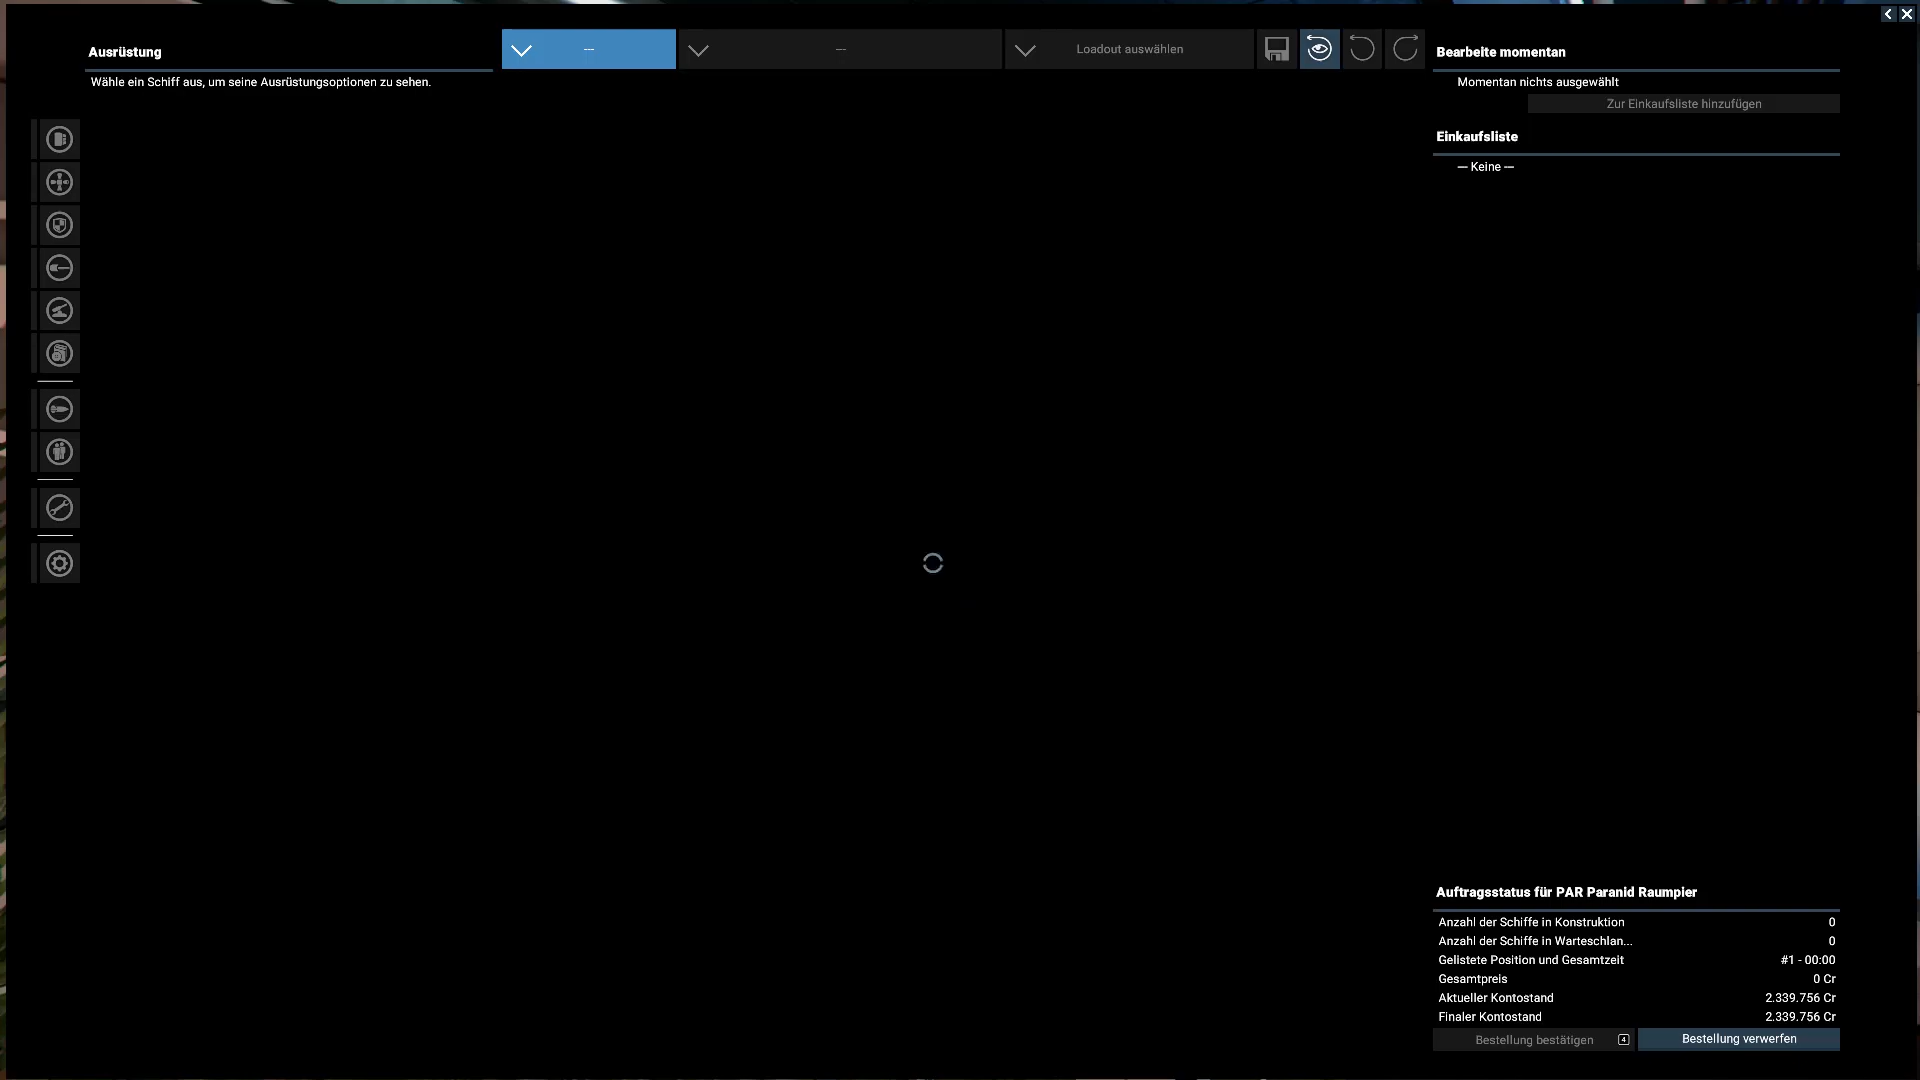 Ausrüstung
---
---
Loadout auswählen
Wähle ein Schiff aus, um seine Ausrüstungsoptionen zu sehen.
Bearbeite momentan
Momentan nichts ausgewählt
Zur Einkaufsliste hinzufügen
Einkaufsliste
--- Keine ---
Auftragsstatus für PAR Paranid Raumpier
Anzahl der Schiffe in Konstruktion 0
Anzahl der Schiffe in Warteschlan... 0
Gelistete Position und Gesamtzeit #1 - 00:00
Gesamtpreis 0 Cr
Aktueller Kontostand 2.339.756 Cr
Finaler Kontostand 2.339.756 Cr
Bestellung bestätigen 4
Bestellung verwerfen